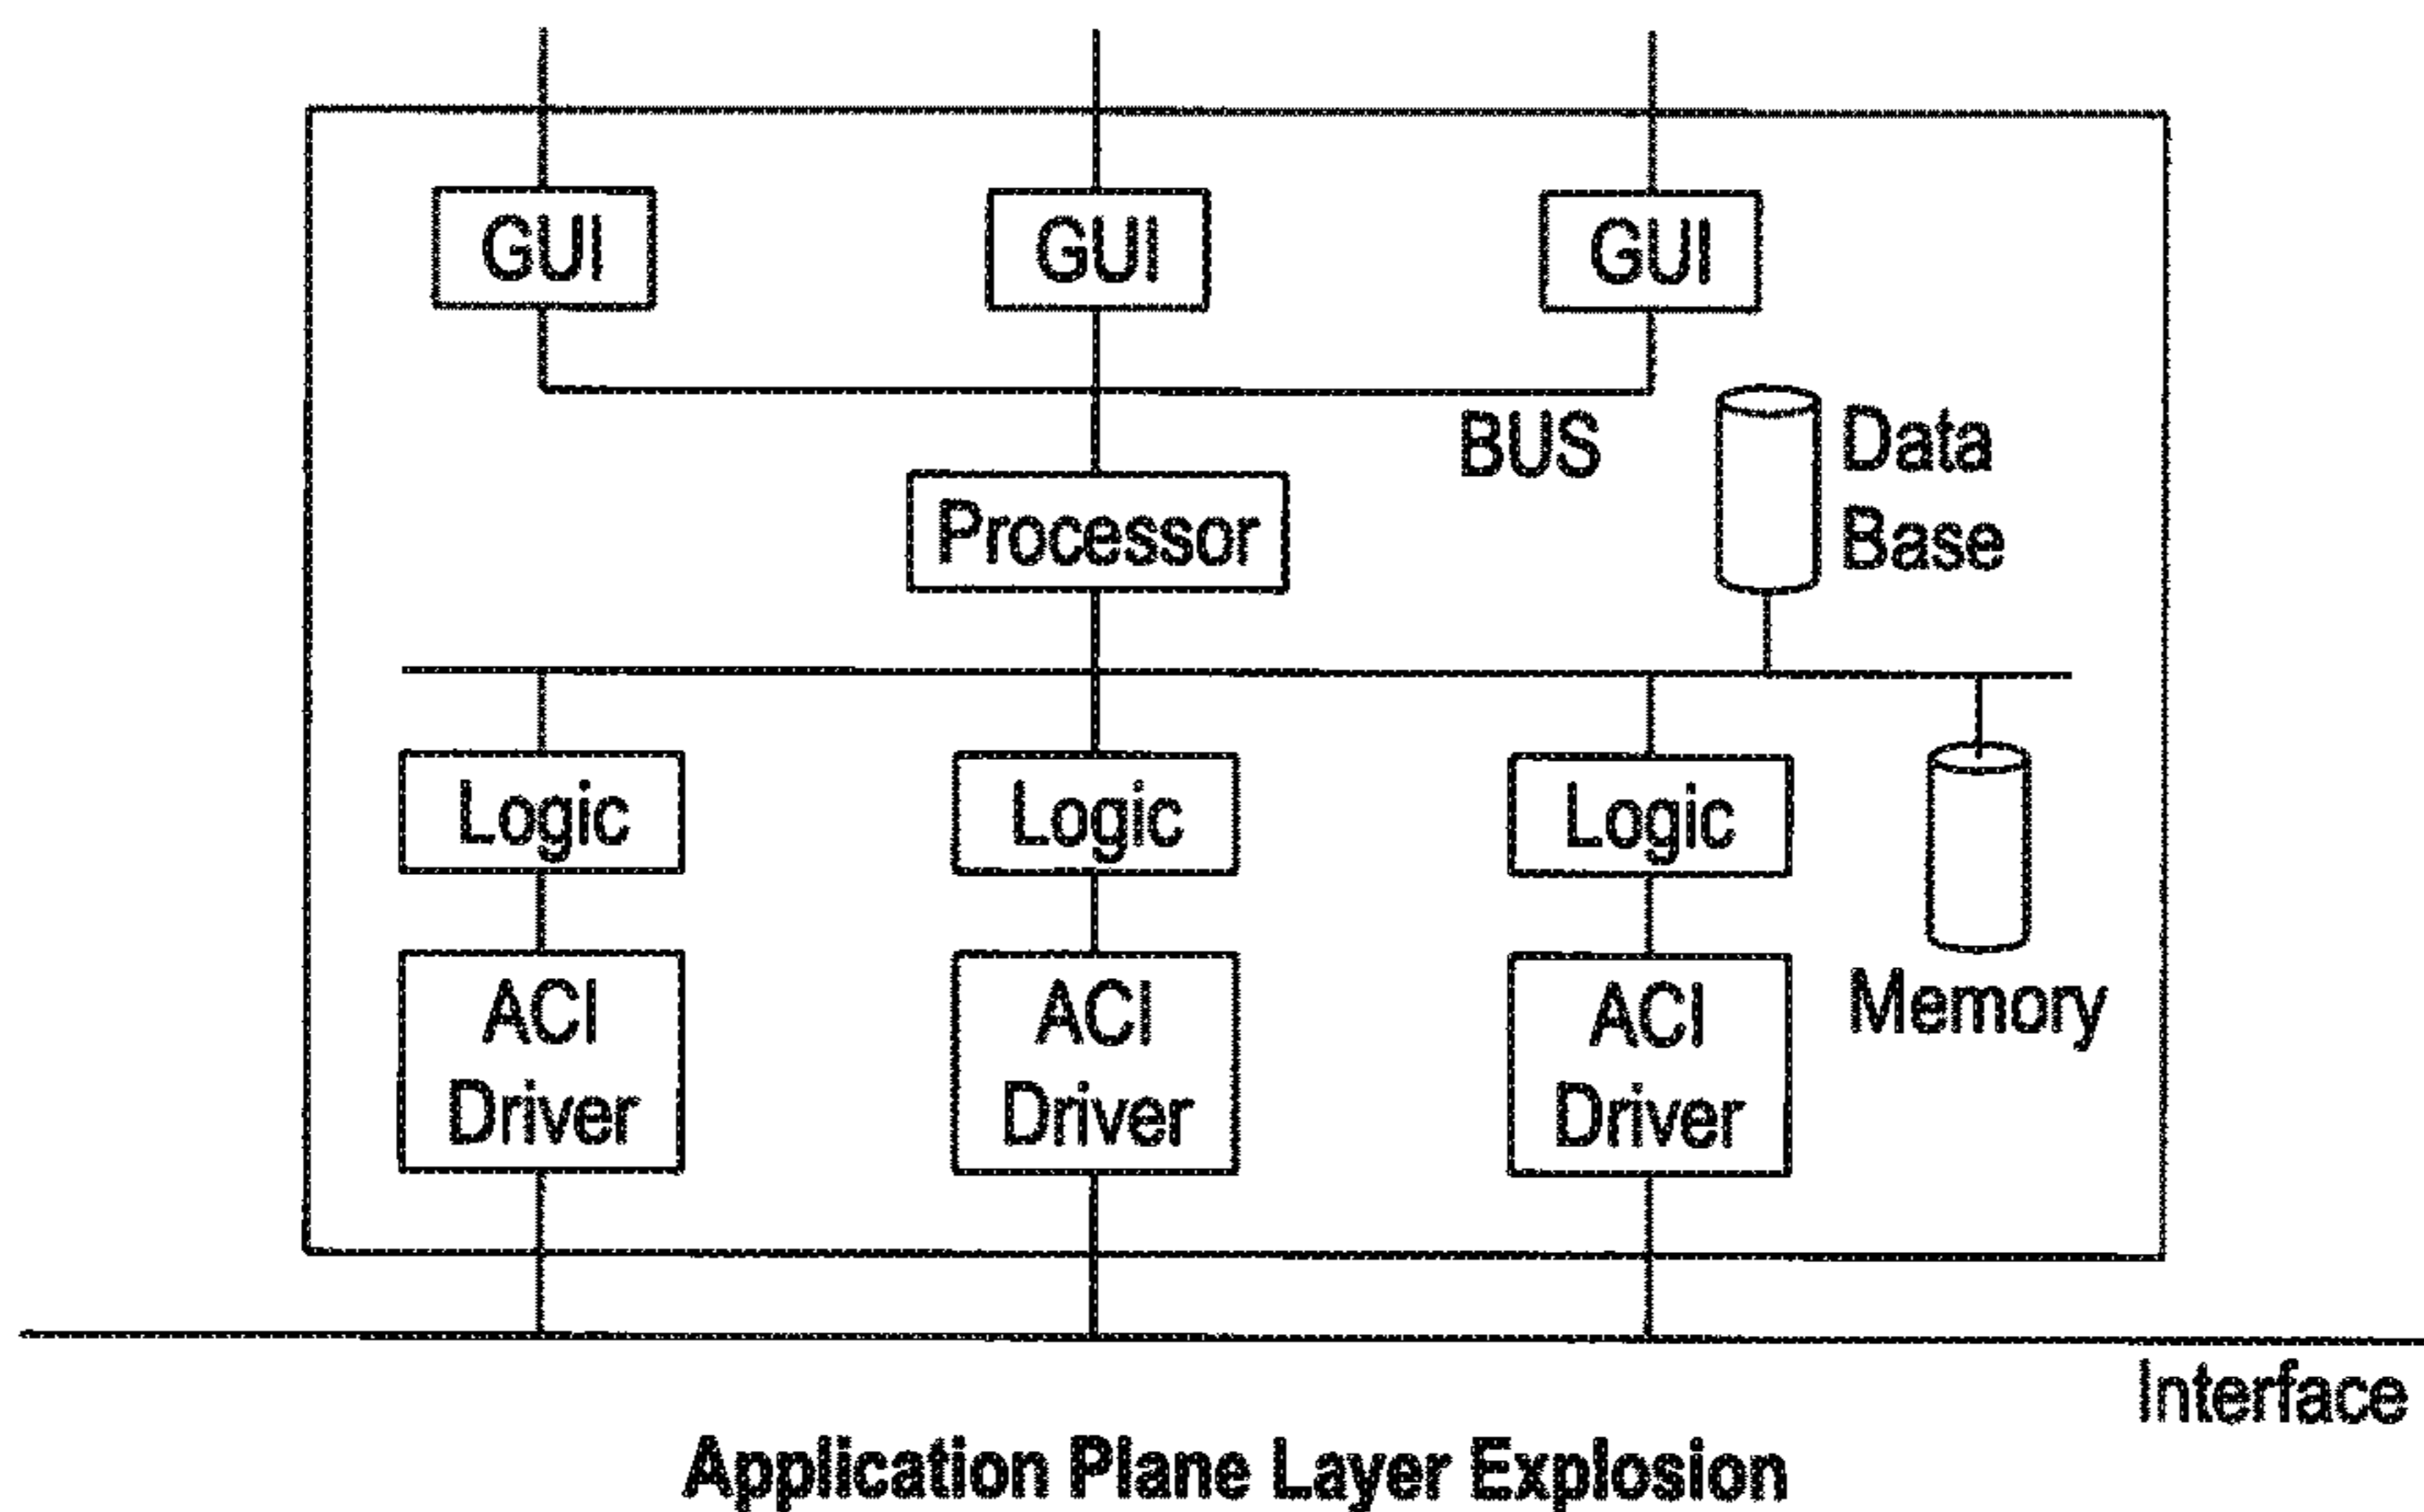 GUI
GUI
GUI
BUS
Data
Base
Processor
Logic
Logic
Logic
ACI
Driver
ACI
Driver
ACI
Driver
Memory
Interface
Application Plane Layer Explosion